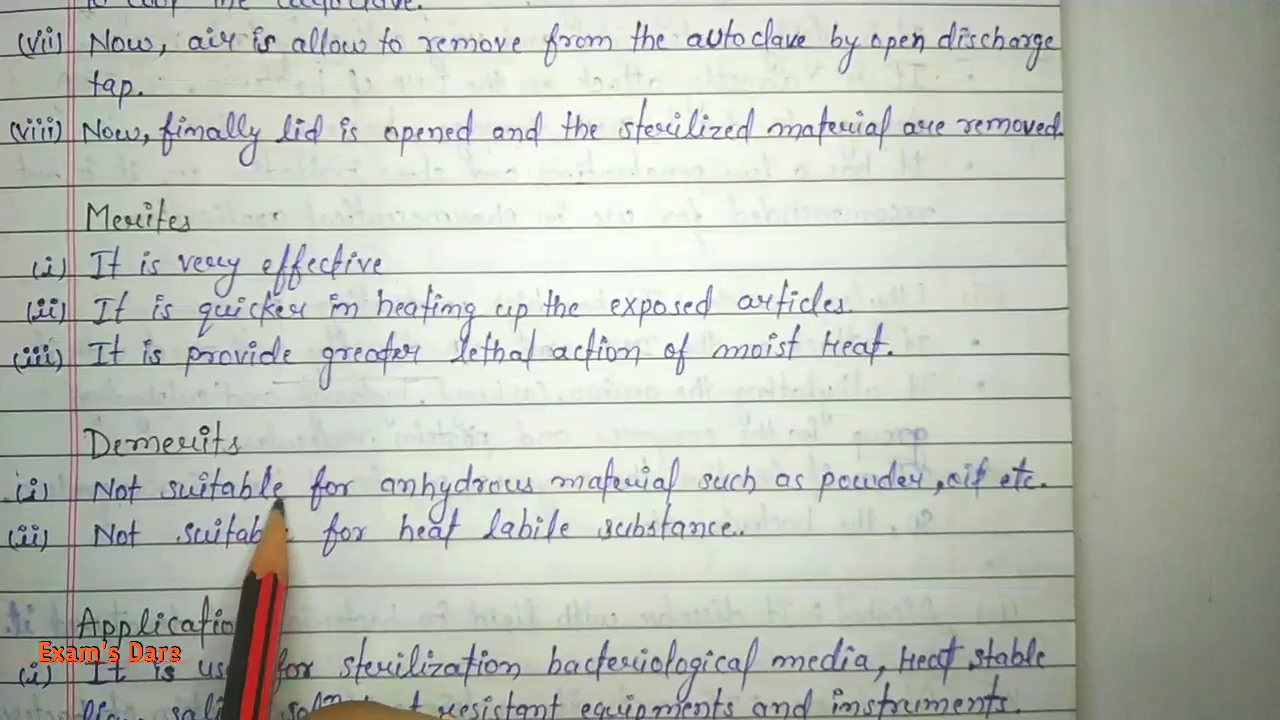 the autoclave.
(vii) Now, air is allow to remove from the autoclave by open discharge
tap.
(viii) Now, finally lid is opened and the sterilized material are removed.
Merites
(i) It is very effective
(ii) It is quicker in heating up the exposed articles.
(iii) It is provide greater lethal action of moist Heat.
Demerits
(i) Not suitable for anhydrous material such as powder, oil etc.
(ii) Not suitabl for heat labile substance.
Applicatio
Exam's Dare
(i) It is us for sterilization bacteriological media, Heat stable
resistant equipments and instruments.